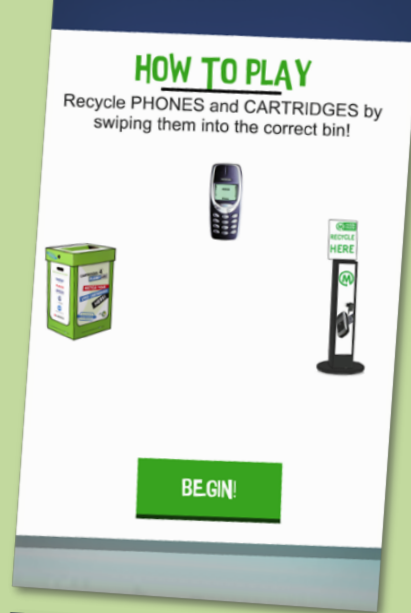 HOW TO PLAY
Recycle PHONES and CARTRIDGES by
swiping them into the correct bin!
RECYCLE
HERE
M
BEGIN!